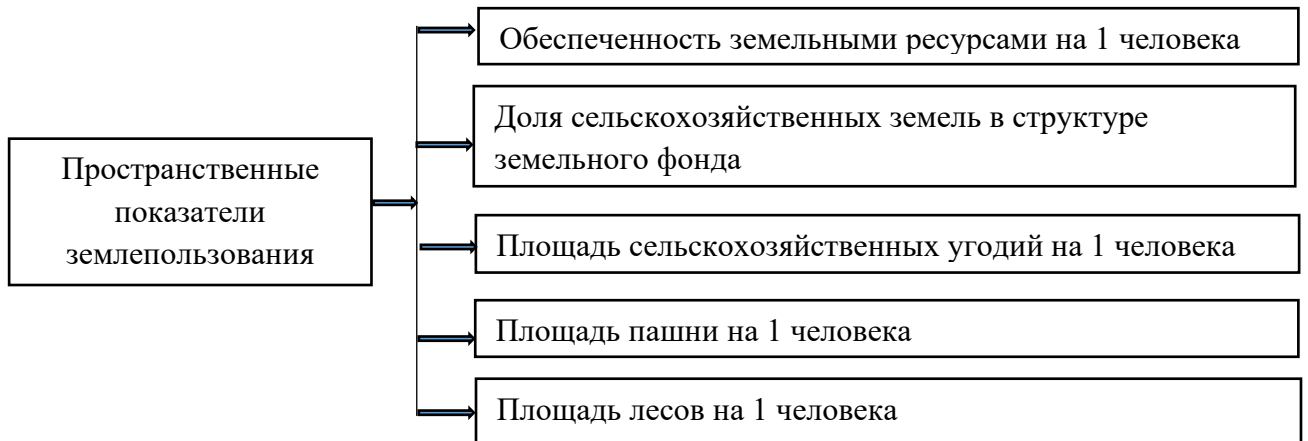 Пространственные
показатели
землепользования
Обеспеченность земельными ресурсами на 1 человека
Доля сельскохозяйственных земель в структуре
земельного фонда
Площадь сельскохозяйственных угодий на 1 человека
Площадь пашни на 1 человека
Площадь лесов на 1 человека